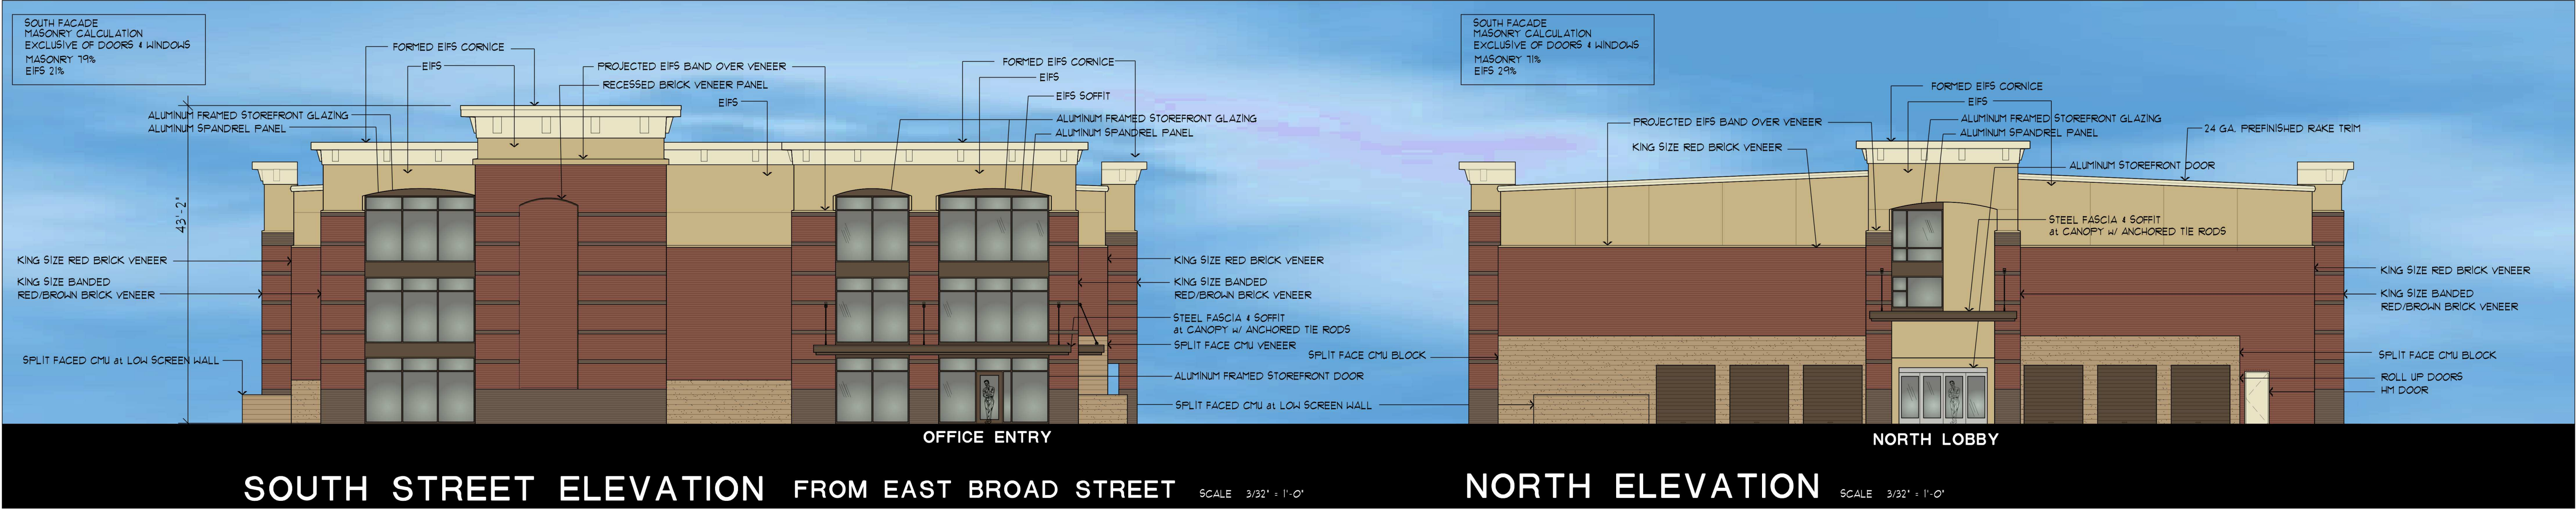 SOUTH FACADE
MASONRY CALCULATION
EXCLUSIVE OF DOORS & WINDOWS
MASONRY 79%
EIFS 21%
FORMED EIFS CORNICE
EIFS
PROJECTED EIFS BAND OVER VENEER
RECESSED BRICK VENEER PANEL
EIFS
FORMED EIFS CORNICE
EIFS
EIFS SOFFIT
ALUMINUM FRAMED STOREFRONT GLAZING
ALUMINUM SPANDREL PANEL
ALUMINUM FRAMED STOREFRONT GLAZING
ALUMINUM SPANDREL PANEL
43'-2"
KING SIZE RED BRICK VENEER
KING SIZE BANDED
RED/BROWN BRICK VENEER
SPLIT FACED CMU at LOW SCREEN WALL
KING SIZE RED BRICK VENEER
KING SIZE BANDED
RED/BROWN BRICK VENEER
STEEL FASCIA & SOFFIT
at CANOPY w/ ANCHORED TIE RODS
SPLIT FACE CMU VENEER
ALUMINUM FRAMED STOREFRONT DOOR
SPLIT FACED CMU at LOW SCREEN WALL
OFFICE ENTRY
SOUTH STREET ELEVATION FROM EAST BROAD STREET SCALE 3/32" = 1'-0"
SOUTH FACADE
MASONRY CALCULATION
EXCLUSIVE OF DOORS & WINDOWS
MASONRY 71%
EIFS 29%
FORMED EIFS CORNICE
EIFS
PROJECTED EIFS BAND OVER VENEER
ALUMINUM FRAMED STOREFRONT GLAZING
ALUMINUM SPANDREL PANEL
24 GA. PREFINISHED RAKE TRIM
KING SIZE RED BRICK VENEER
ALUMINUM STOREFRONT DOOR
STEEL FASCIA & SOFFIT
at CANOPY w/ ANCHORED TIE RODS
KING SIZE RED BRICK VENEER
KING SIZE BANDED
RED/BROWN BRICK VENEER
SPLIT FACE CMU BLOCK
SPLIT FACE CMU BLOCK
ROLL UP DOORS
HM DOOR
NORTH LOBBY
NORTH ELEVATION SCALE 3/32" = 1'-0"